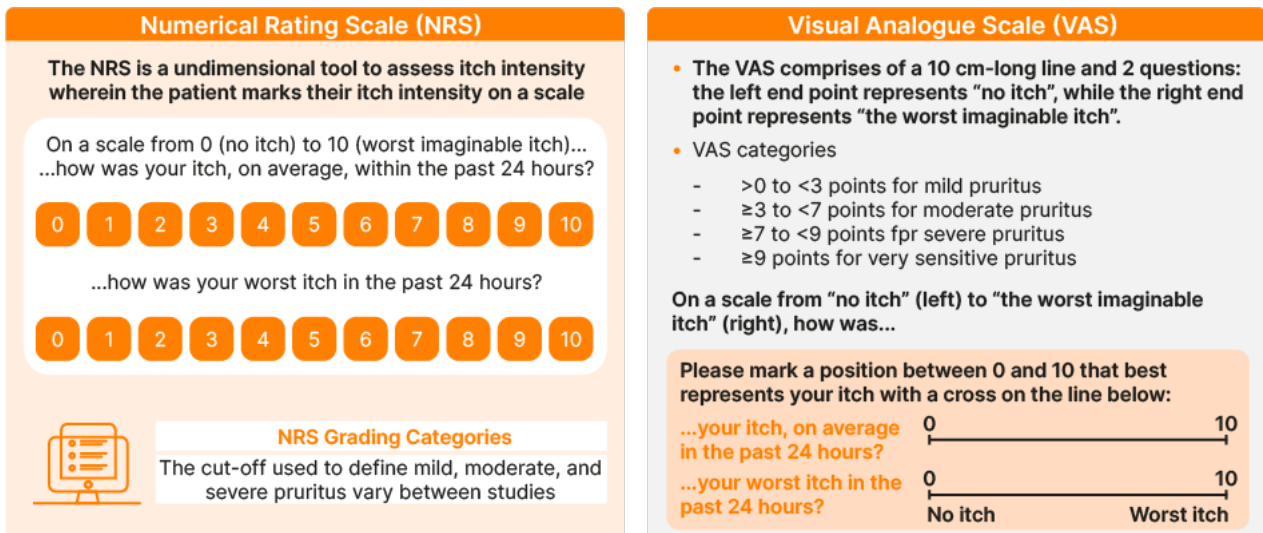 Numerical Rating Scale (NRS)
The NRS is a undimensional tool to assess itch intensity
wherein the patient marks their itch intensity on a scale
On a scale from 0 (no itch) to 10 (worst imaginable itch)...
...how was your itch, on average, within the past 24 hours?
0 1 2 3 4 5 6 7 8 9 10
...how was your worst itch in the past 24 hours?
0 1 2 3 4 5 6 7 8 9 10
NRS Grading Categories
The cut-off used to define mild, moderate, and
severe pruritus vary between studies
Visual Analogue Scale (VAS)
• The VAS comprises of a 10 cm-long line and 2 questions:
the left end point represents “no itch”, while the right end
point represents “the worst imaginable itch”.
• VAS categories
- >0 to <3 points for mild pruritus
- ≥3 to <7 points for moderate pruritus
- ≥7 to <9 points fpr severe pruritus
- ≥9 points for very sensitive pruritus
On a scale from “no itch” (left) to “the worst imaginable
itch” (right), how was...
Please mark a position between 0 and 10 that best
represents your itch with a cross on the line below:
...your itch, on average
in the past 24 hours?
0 10
...your worst itch in the
past 24 hours?
0 10
No itch Worst itch